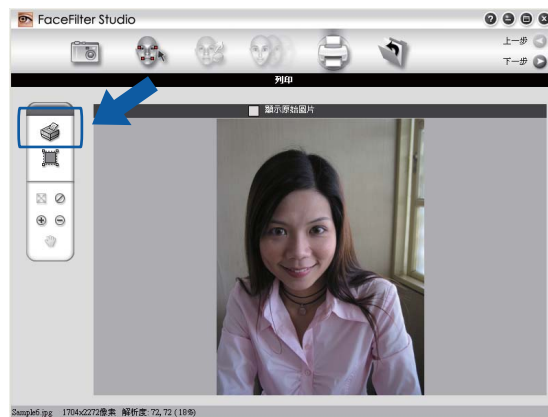 FaceFilter Studio
上一步
下一步
列印
顯示原始圖片
Sample6.jpg 1704x2272像素 解析度: 72, 72 (18%)